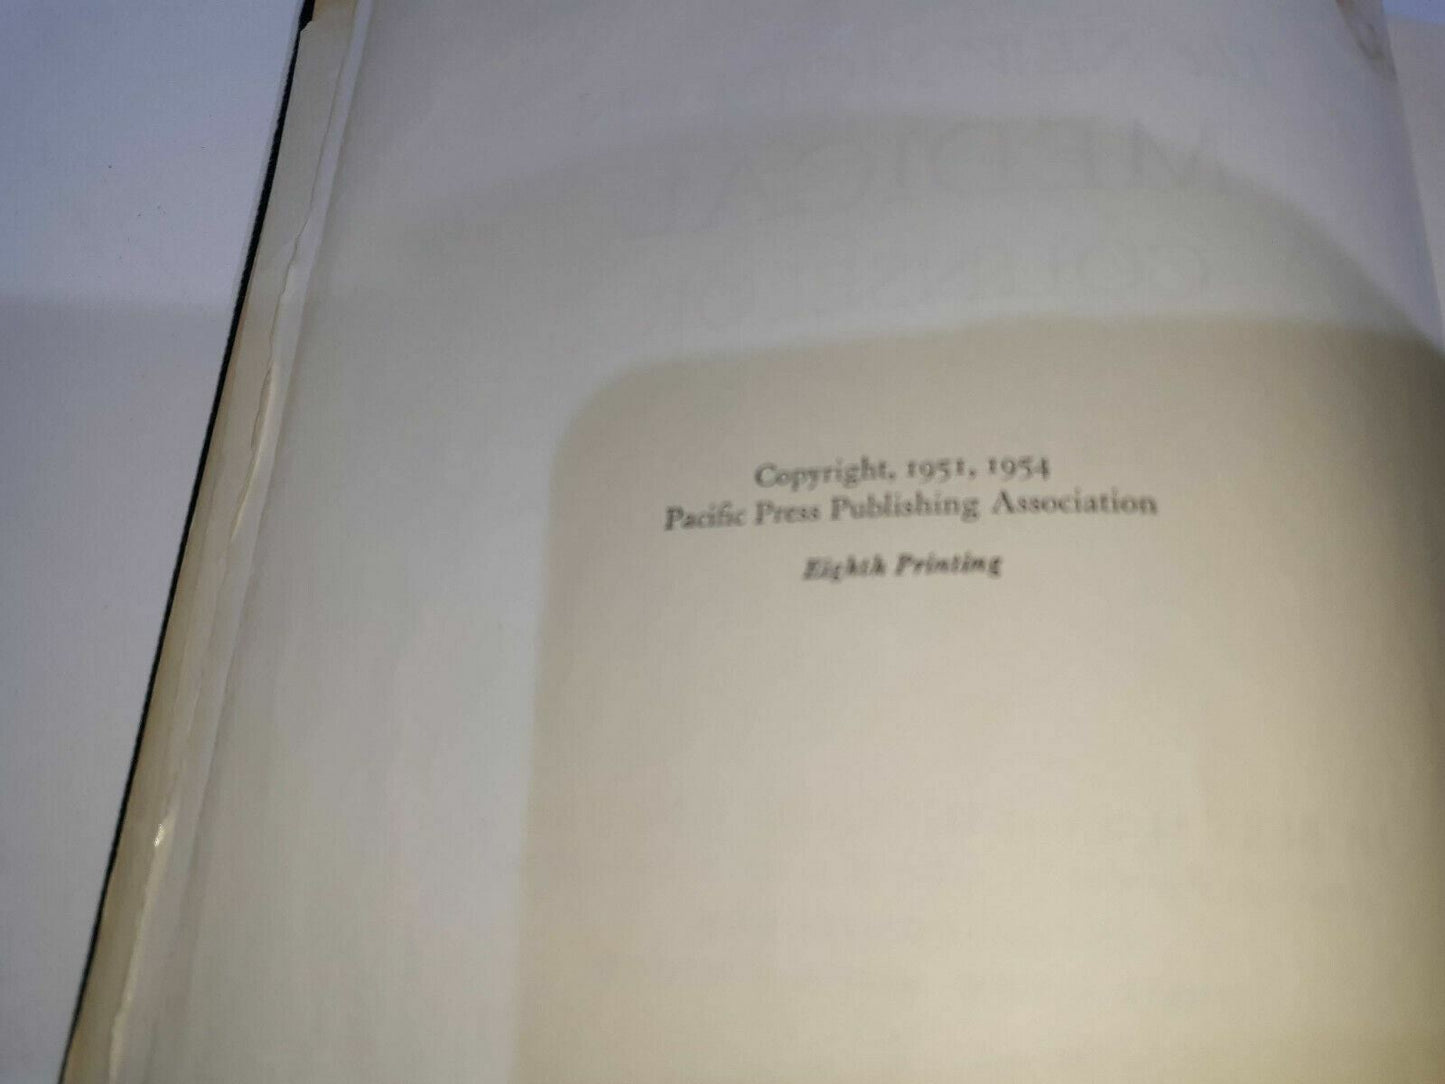 Copyright, 1951, 1954
Pacific Press Publishing Association
Eighth Printing